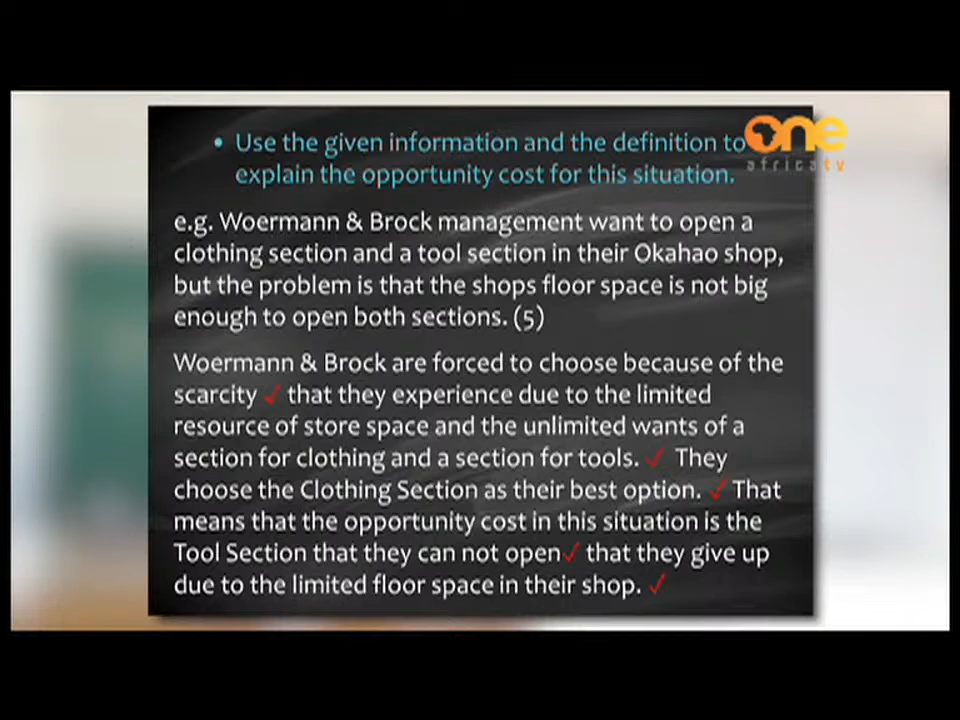 • Use the given information and the definition to
explain the opportunity cost for this situation.
one
africa tv
e.g. Woermann & Brock management want to open a
clothing section and a tool section in their Okahao shop,
but the problem is that the shops floor space is not big
enough to open both sections. (5)
Woermann & Brock are forced to choose because of the
scarcity ✓ that they experience due to the limited
resource of store space and the unlimited wants of a
section for clothing and a section for tools. ✓ They
choose the Clothing Section as their best option. ✓ That
means that the opportunity cost in this situation is the
Tool Section that they can not open ✓ that they give up
due to the limited floor space in their shop. ✓